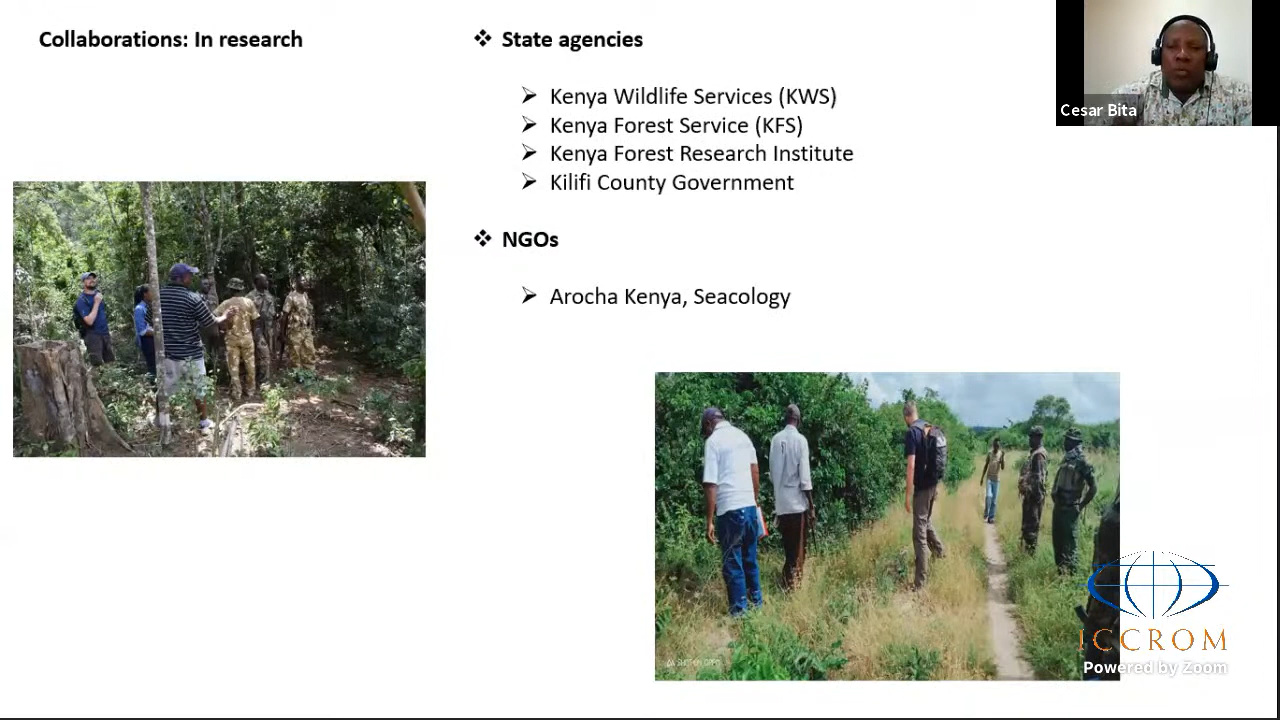 Collaborations: In research
State agencies
Kenya Wildlife Services (KWS)
Kenya Forest Service (KFS)
Kenya Forest Research Institute
Kilifi County Government
NGOs
Arocha Kenya, Seacology
Cesar Bita
ICCROM
Powered by Zoom